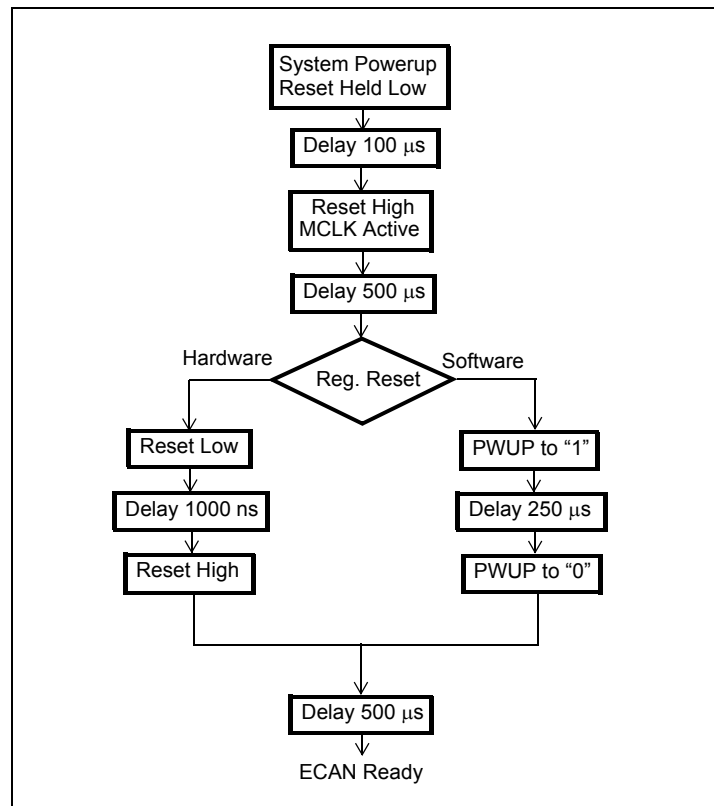 System Powerup
Reset Held Low
Delay 100 μs
Reset High
MCLK Active
Delay 500 μs
Hardware
Software
Reg. Reset
Reset Low
Delay 1000 ns
Reset High
PWUP to “1”
Delay 250 μs
PWUP to “0”
Delay 500 μs
ECAN Ready